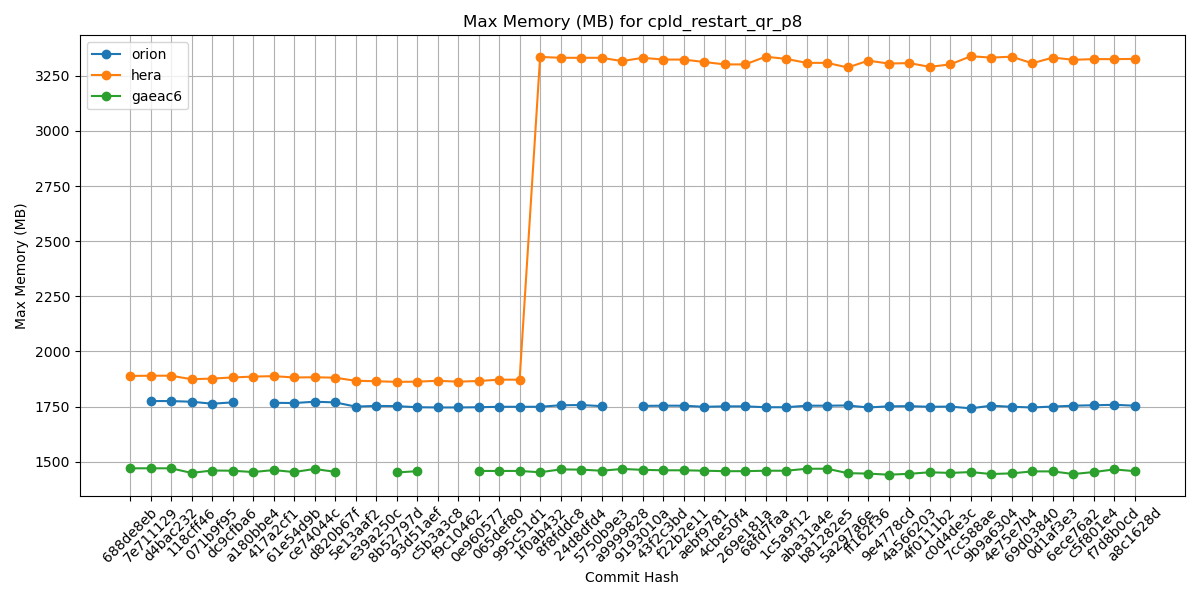 Max Memory (MB) for cpld_restart_qr_p8
orion
hera
gaeac6
Max Memory (MB)
3250
3000
2750
2500
2250
2000
1750
1500
688de8eb
7e711129
d4bac232
118cff46
071b9f95
dc9cfba6
a180bbe4
417a2cf1
61e54d9b
ce74044c
d820b67f
5e13aaf2
e39a250c
8b52797d
93d51aef
c5b3a3c8
f9c10462
0e960577
065def80
995c51d1
1f0ab432
8f6fddc8
24d8dfd4
5750b9e3
a9999828
9193010a
43f2c3bd
f22b2e11
aebf9781
4cbe50f4
269e181a
68fd7faa
1c5a9f12
aba31a4e
b81282e5
5a297a6e
ff162f36
9e4778cd
4a566203
4f0111b2
c0d4de3c
7cc588ae
9b9a6304
4e75e7b4
69d03840
0d1af3e3
6ece76a2
c5f801e4
f7d8b0cd
a8c1628d
Commit Hash